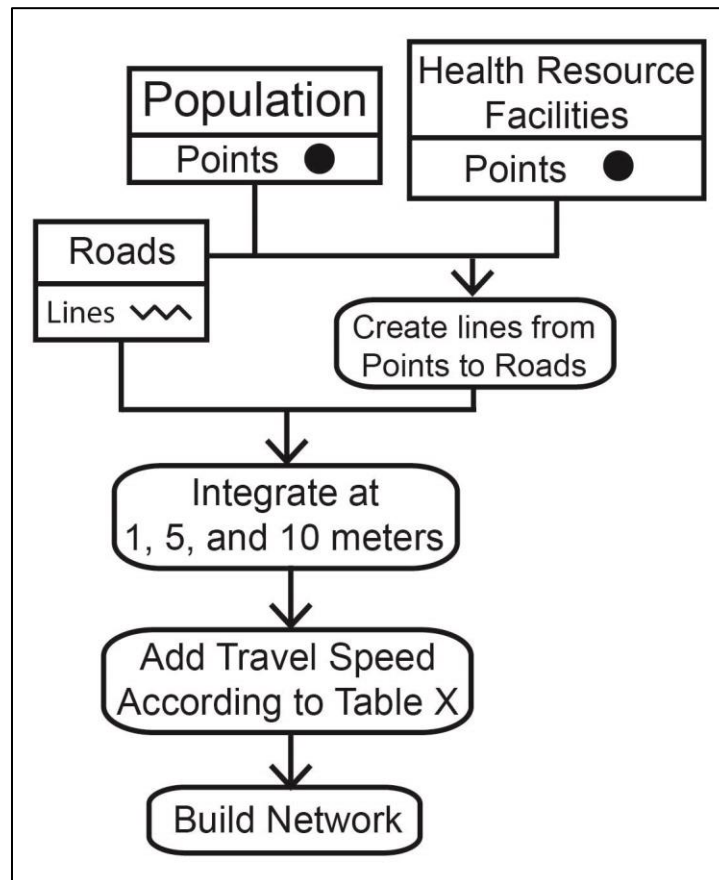 Population
Points
Health Resource
Facilities
Points
Roads
Lines
Create lines from
Points to Roads
Integrate at
1, 5, and 10 meters
Add Travel Speed
According to Table X
Build Network